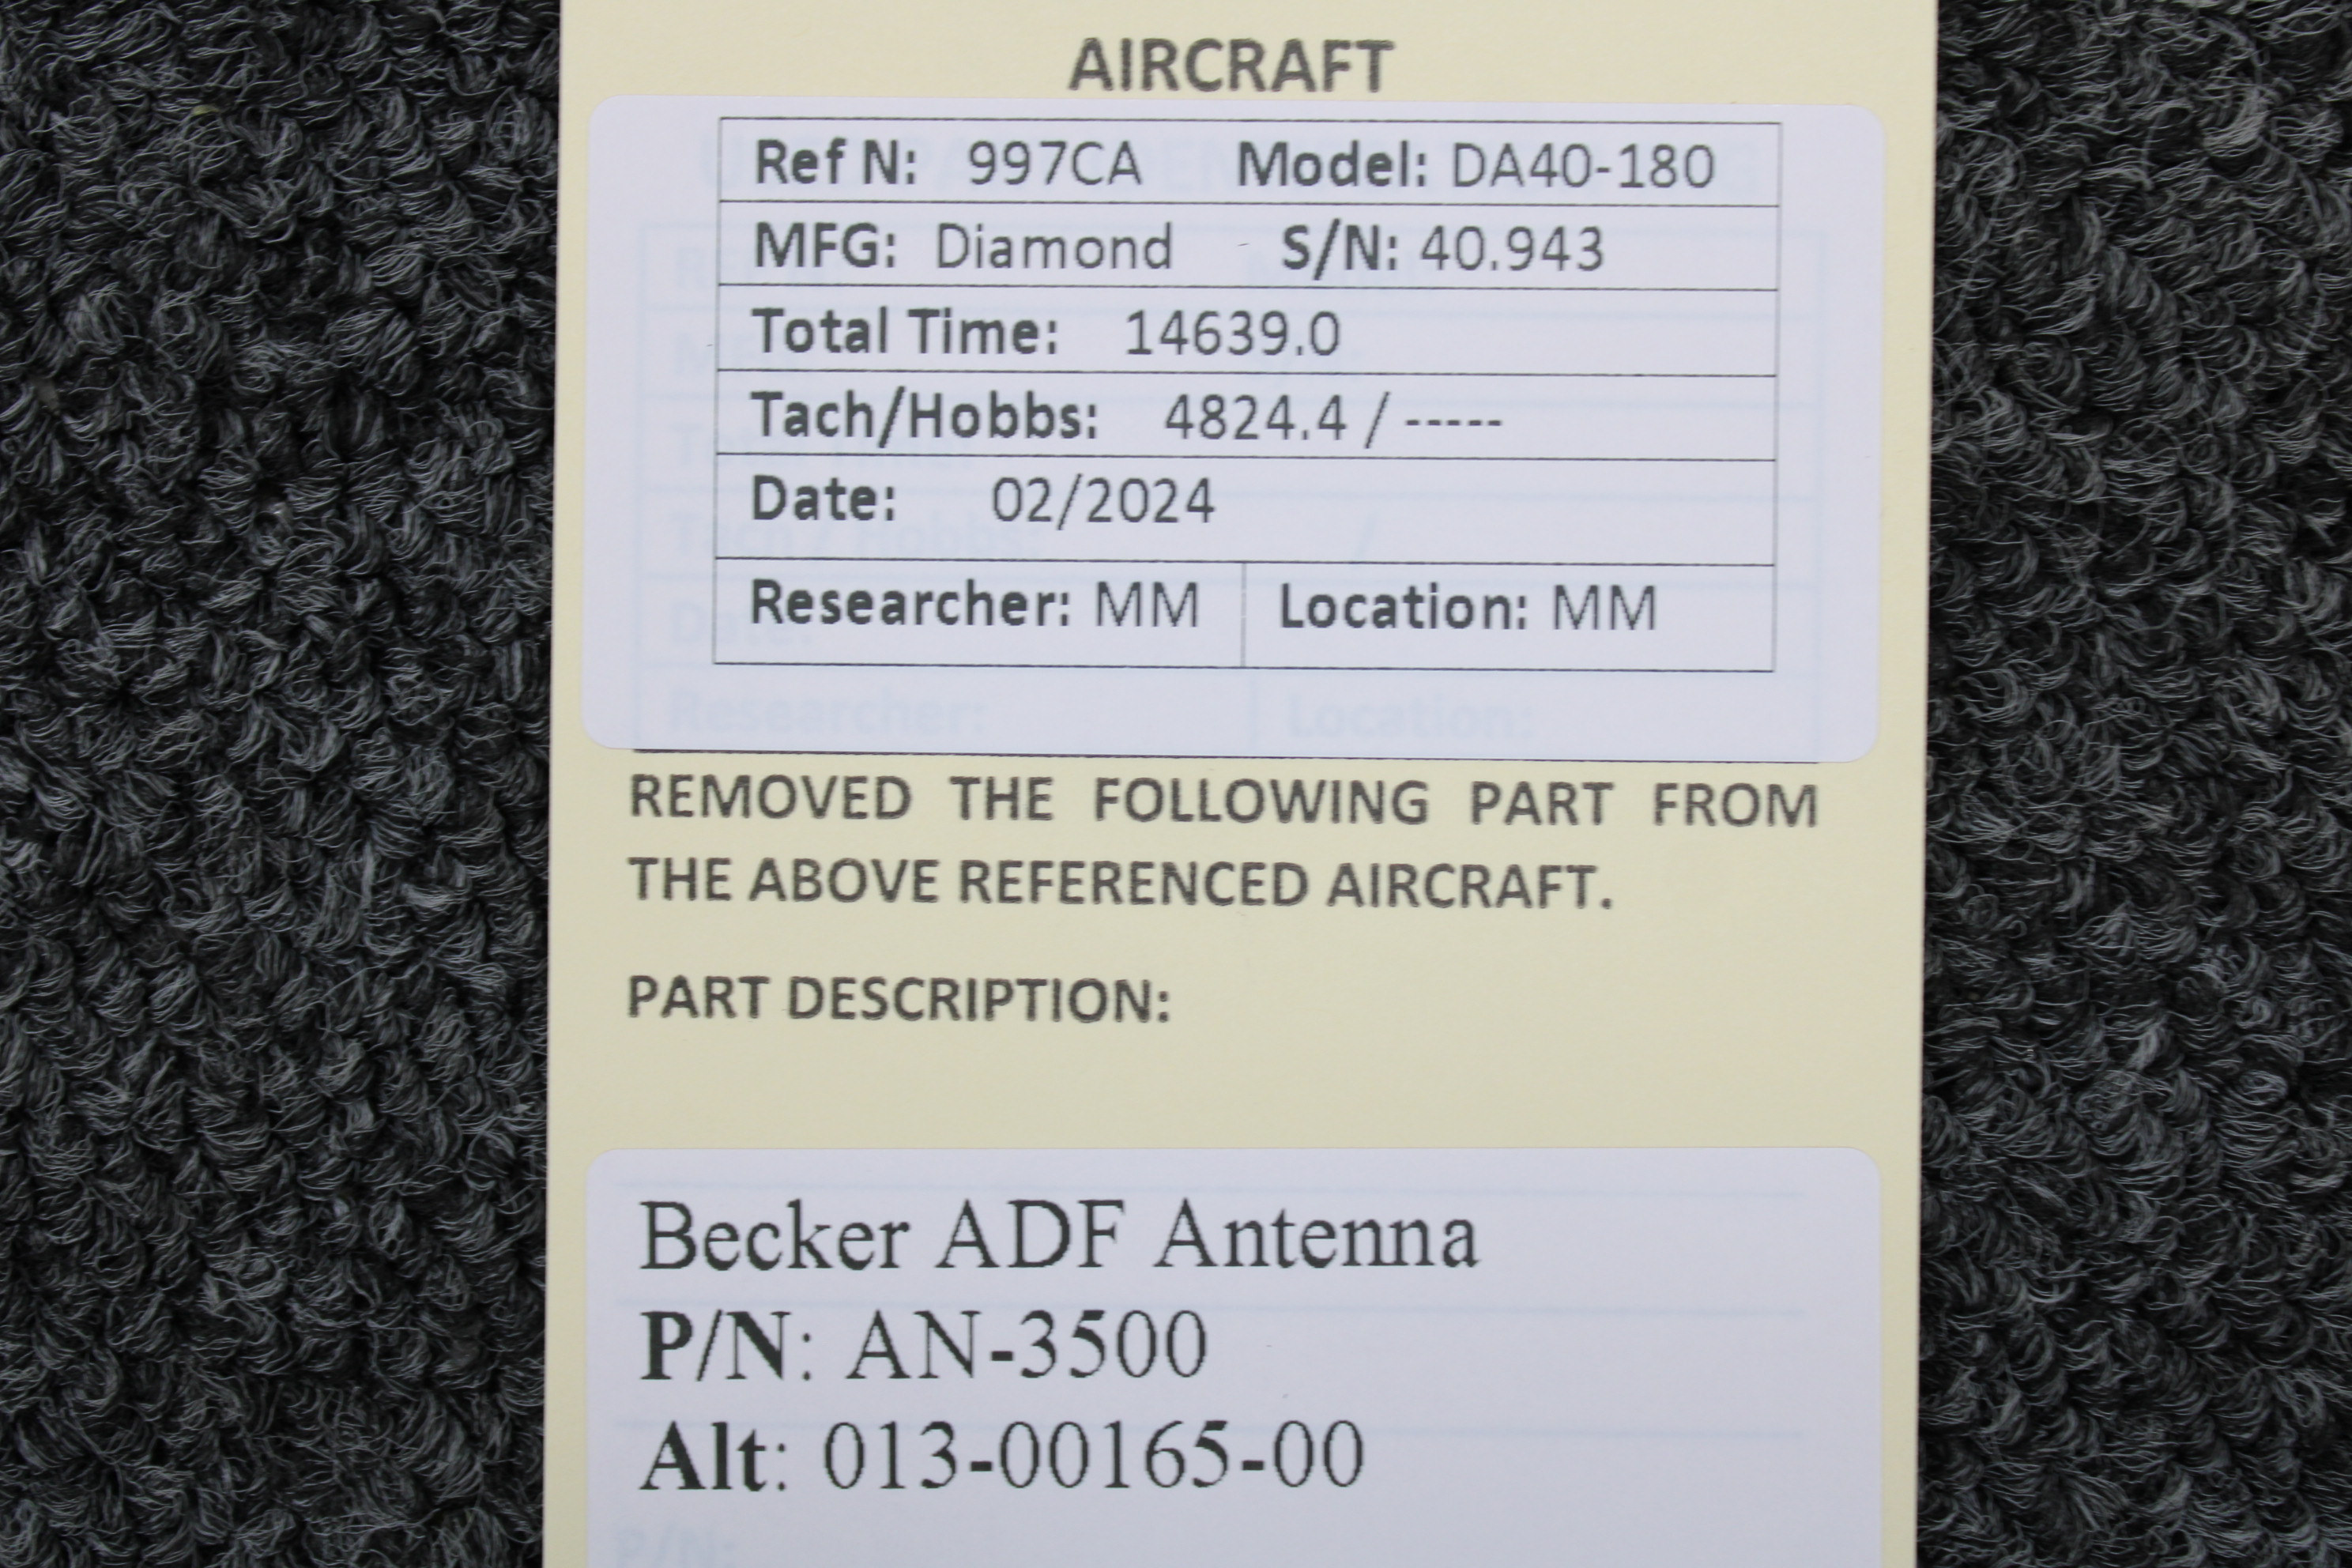 AIRCRAFT
Ref N: 997CA Model: DA40-180
MFG: Diamond S/N: 40.943
Total Time: 14639.0
Tach/Hobbs: 4824.4 / -----
Date: 02/2024
Researcher: MM Location: MM
Researcher: Location:
REMOVED THE FOLLOWING PART FROM
THE ABOVE REFERENCED AIRCRAFT.
PART DESCRIPTION:
Becker ADF Antenna
P/N: AN-3500
Alt: 013-00165-00
P/N: